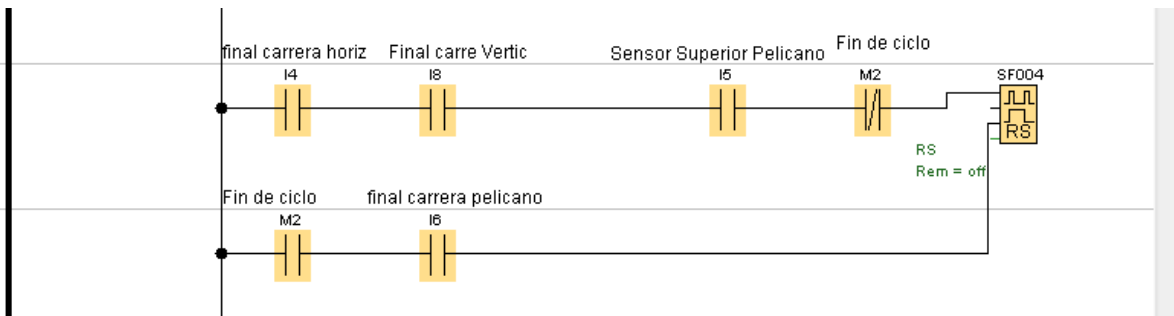 final carrera horiz Final carre Vertic Sensor Superior Pelicano Fin de ciclo
I4 I8 I5 M2 SF004
RS
RS
Rem = off
Fin de ciclo final carrera pelicano
M2 I6